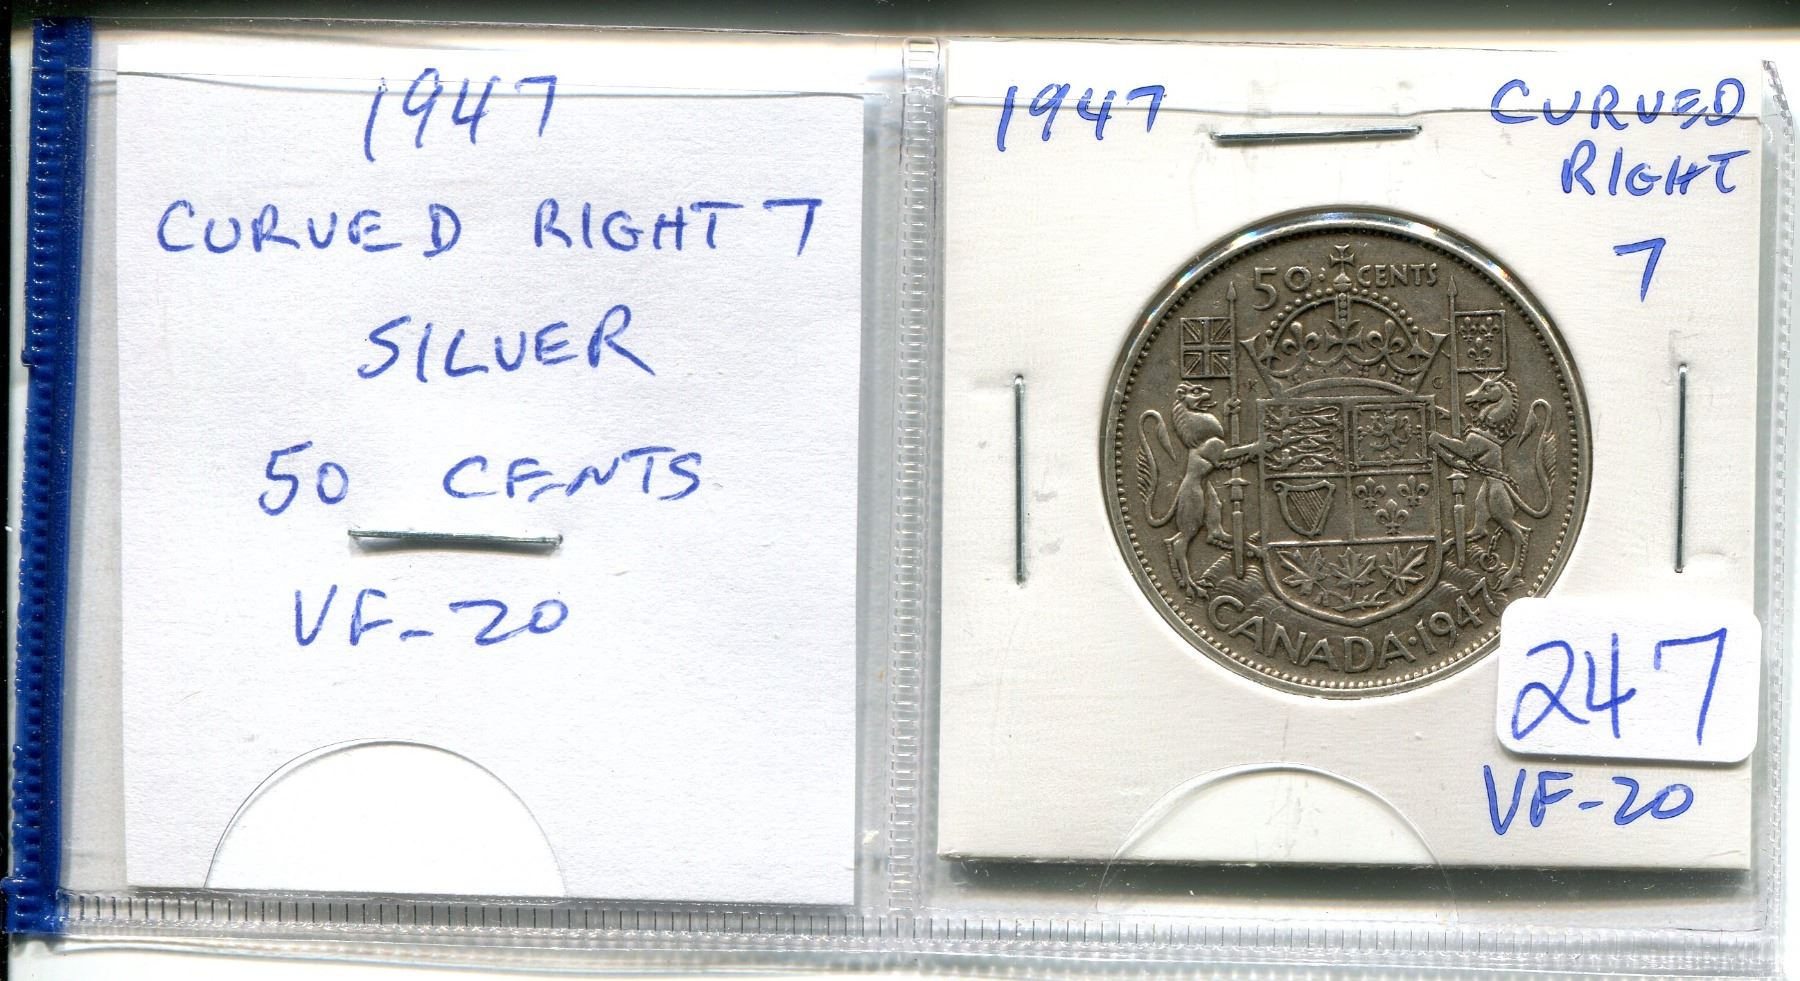 1947
CURVED RIGHT 7
SILVER
50 CENTS
VF-20
1947
CURVED
RIGHT
7
50 CENTS
K G
CANADA·1947
247
VF-20